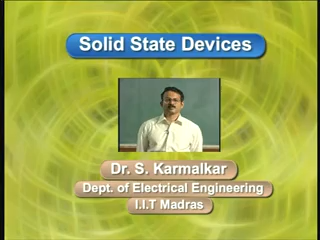 Solid State Devices
Dr. S. Karmalkar
Dept. of Electrical Engineering
I.I.T Madras